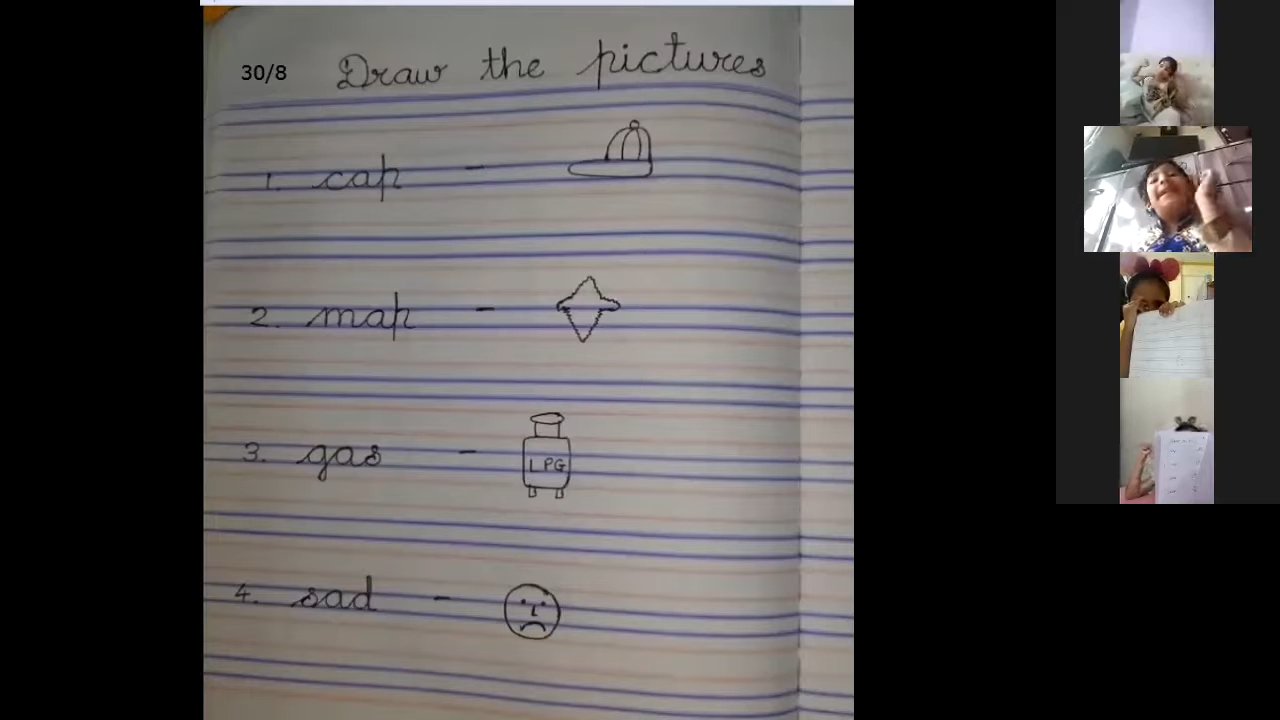 30/8 Draw the pictures
1. cap -
2. map -
3. gas - LPG
4. sad -